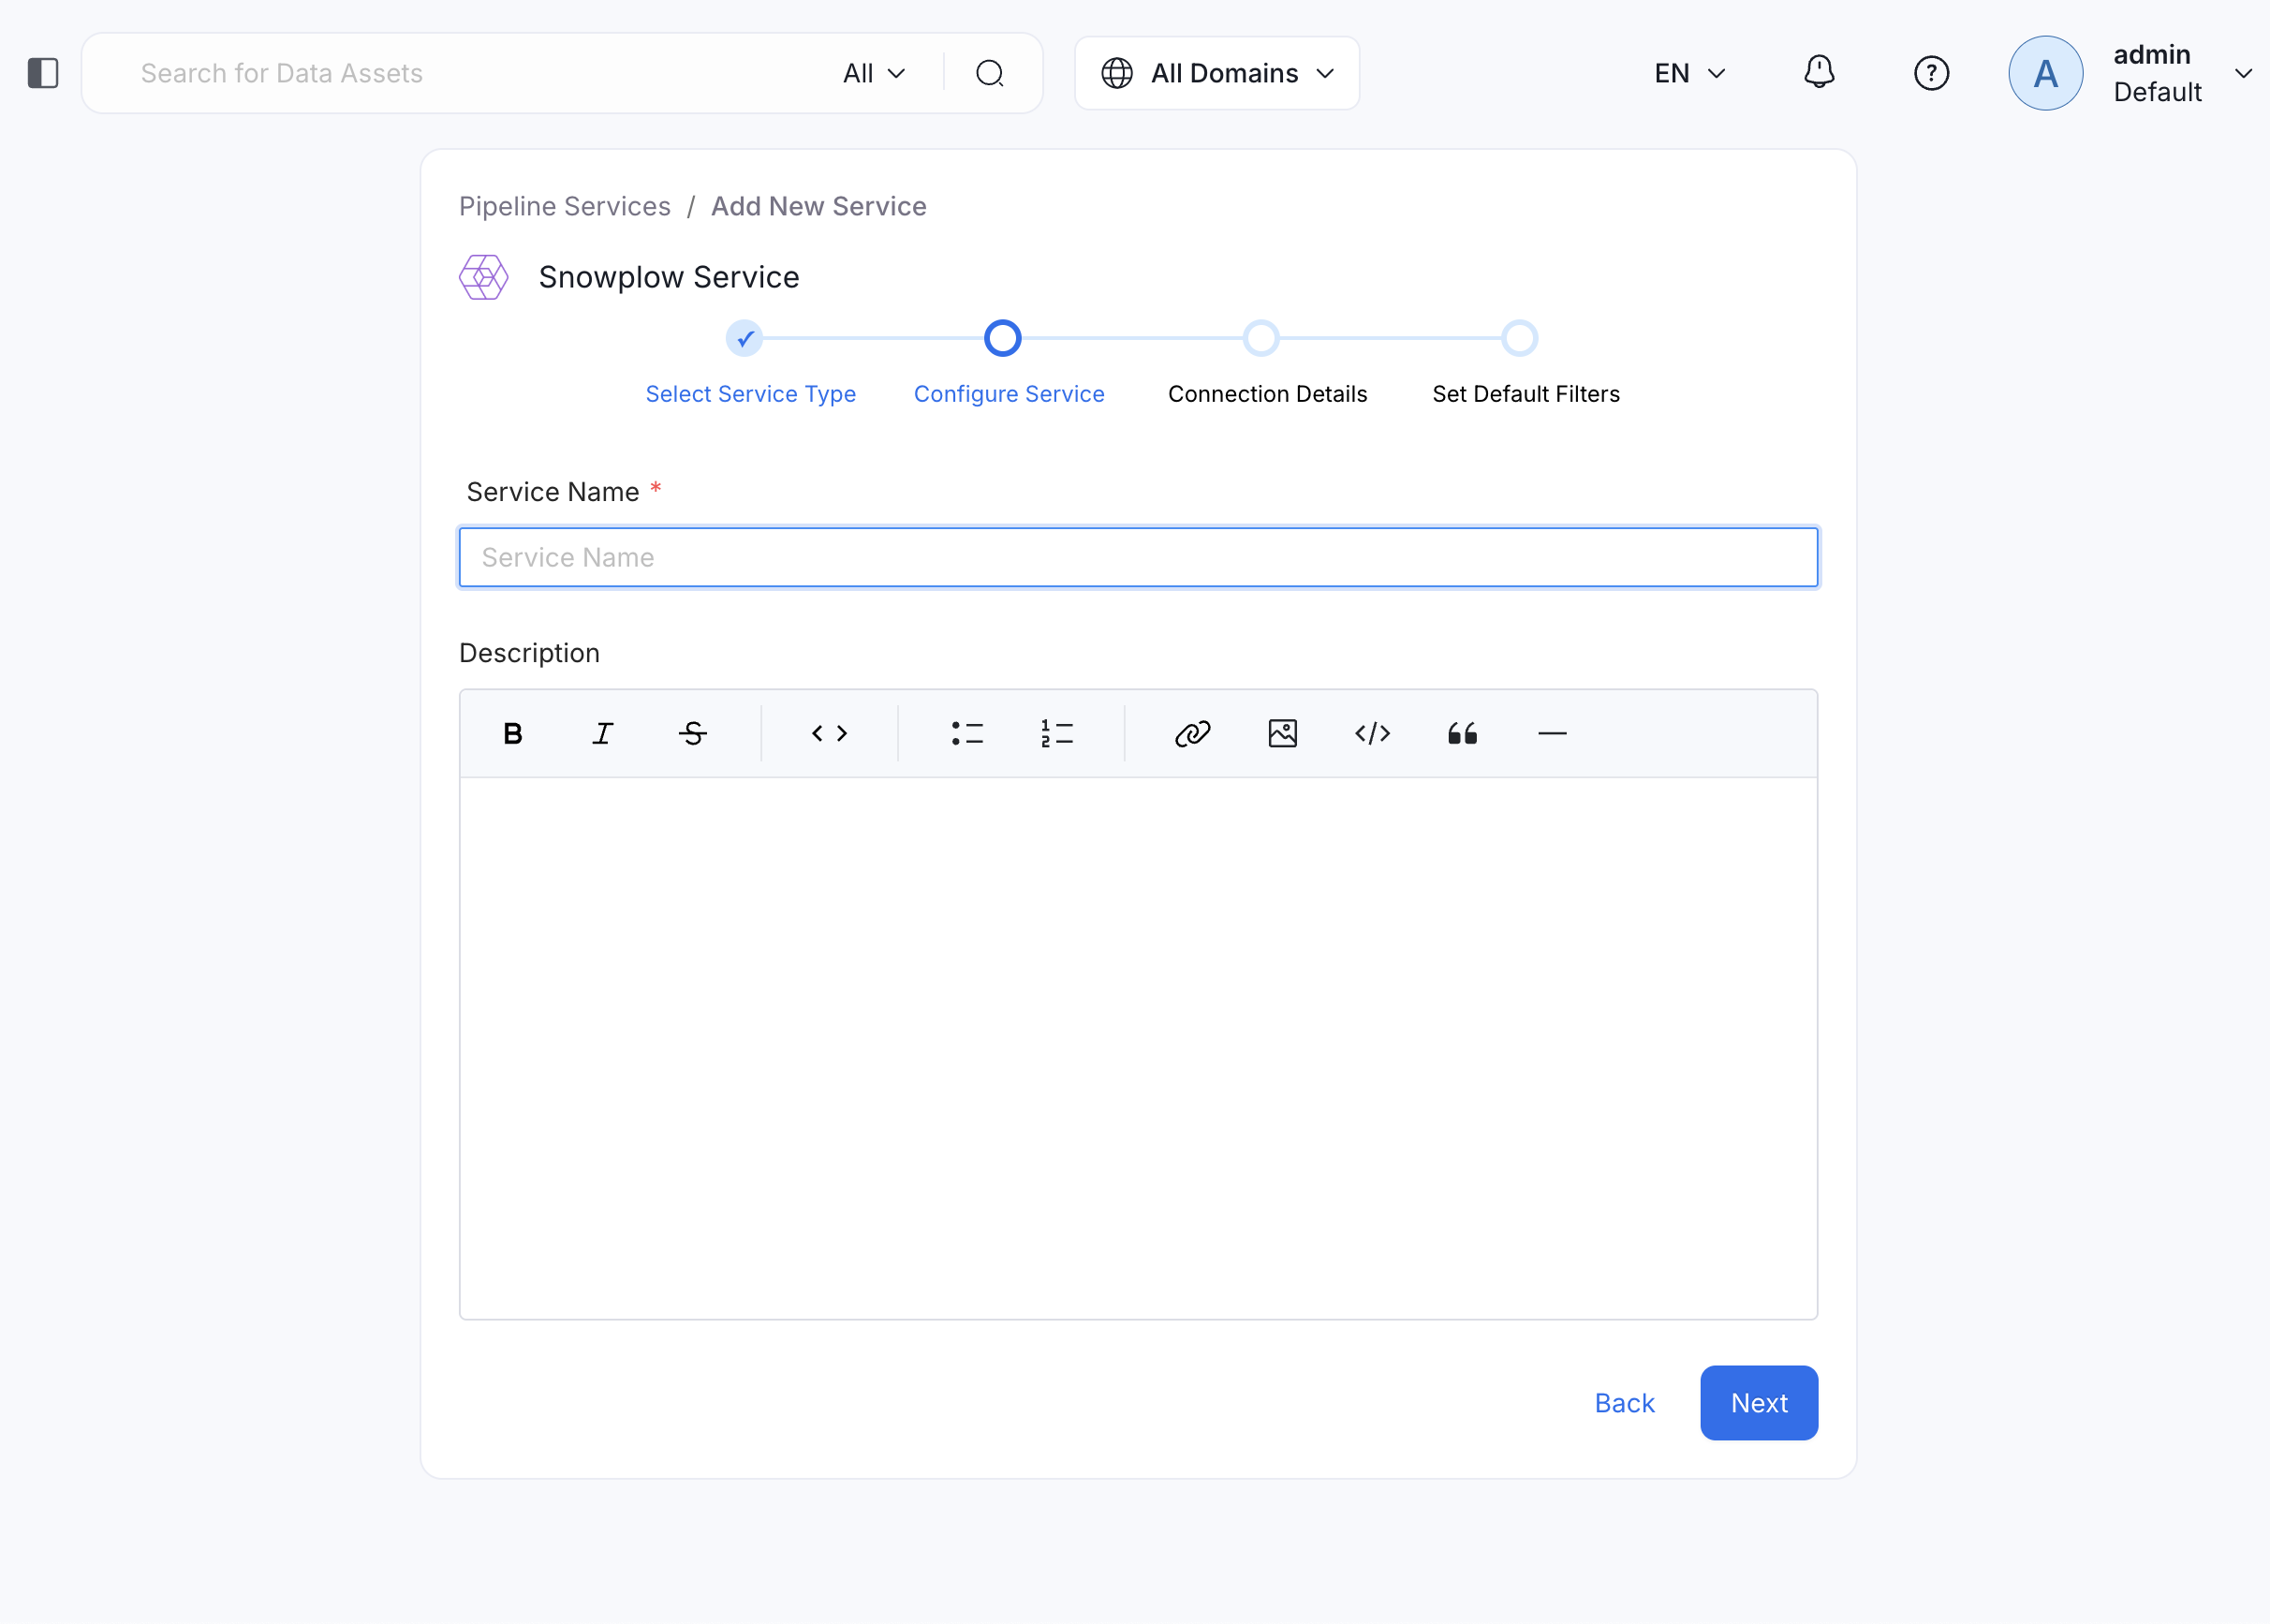 Search for Data Assets
All
All Domains
EN
A
admin
Default
Pipeline Services / Add New Service
Snowplow Service
Select Service Type
Configure Service
Connection Details
Set Default Filters
Service Name *
Service Name
Description
Back
Next